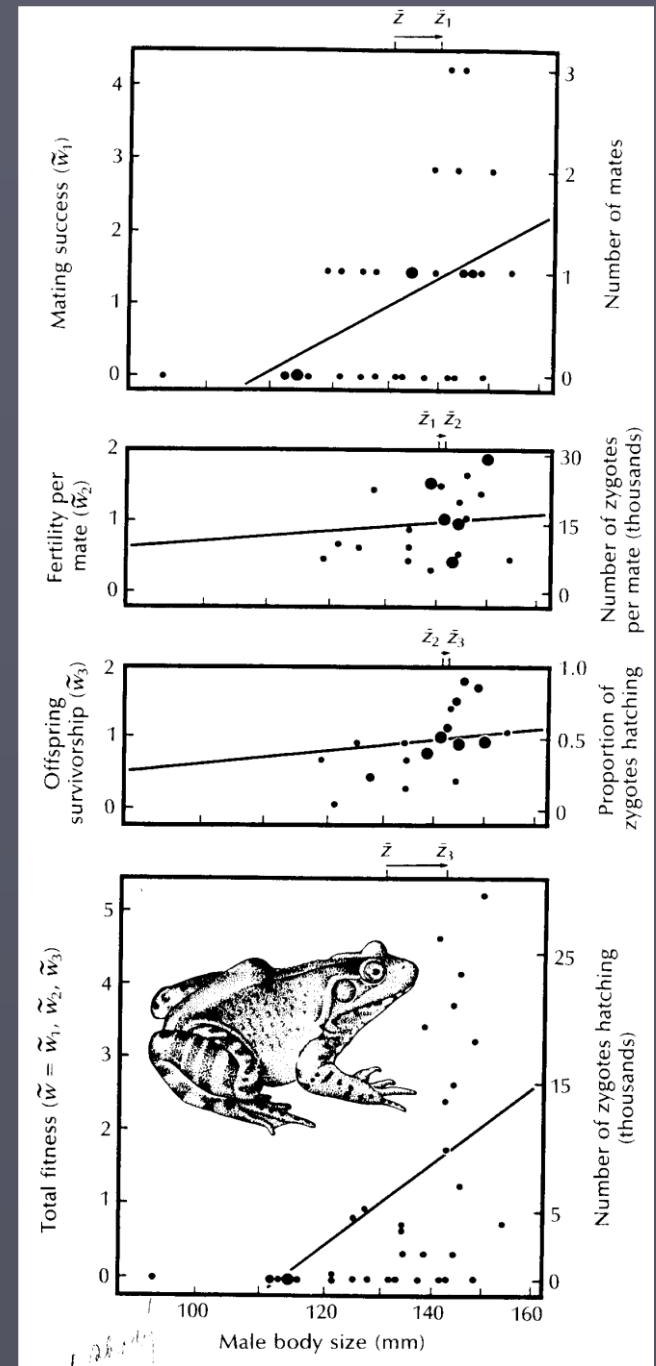 z̄ z̄₁
Mating success (w̃₁)
4
3
2
1
0
3
2
1
0
Number of mates
z̄₁ z̄₂
Fertility per
mate (w̃₂)
2
1
0
30
15
0
Number of zygotes
per mate (thousands)
z̄₂ z̄₃
Offspring
survivorship (w̃₃)
2
1
0
1.0
0.5
0
Proportion of
zygotes hatching
z̄ z̄₃
Total fitness (w̃ = w̃₁, w̃₂, w̃₃)
5
4
3
2
1
0
25
15
5
0
Number of zygotes hatching
(thousands)
100 120 140 160
Male body size (mm)